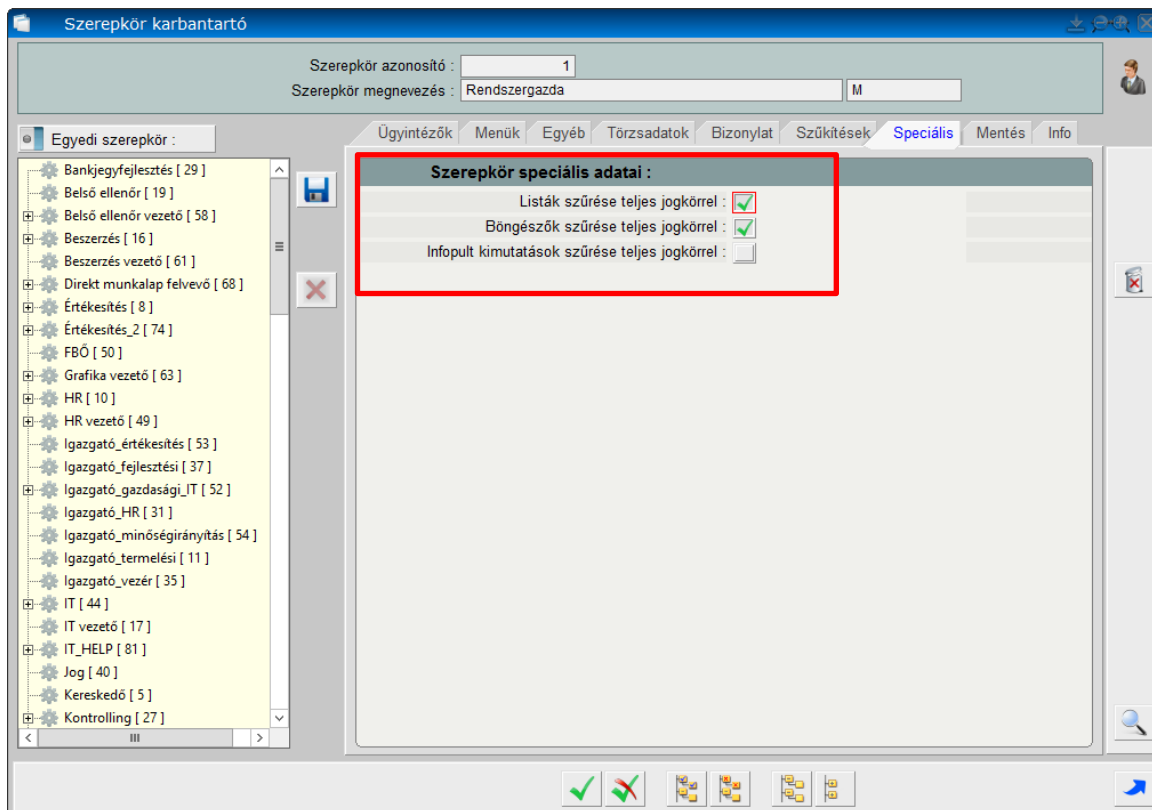 Szerepkör karbantartó
Szerepkör azonosító : 1
Szerepkör megnevezés : Rendszergazda M
Egyedi szerepkör :
Ügyintézők Menük Egyéb Törzsadatok Bizonylat Szűkítések Speciális Mentés Info
Bankjegyfejlesztés [ 29 ]
Belső ellenőr [ 19 ]
Belső ellenőr vezető [ 58 ]
Beszerzés [ 16 ]
Beszerzés vezető [ 61 ]
Direkt munkalap felvevő [ 68 ]
Értékesítés [ 8 ]
Értékesítés_2 [ 74 ]
FBŐ [ 50 ]
Grafika vezető [ 63 ]
HR [ 10 ]
HR vezető [ 49 ]
Igazgató_értékesítés [ 53 ]
Igazgató_fejlesztési [ 37 ]
Igazgató_gazdasági_IT [ 52 ]
Igazgató_HR [ 31 ]
Igazgató_minőségirányítás [ 54 ]
Igazgató_termelési [ 11 ]
Igazgató_vezér [ 35 ]
IT [ 44 ]
IT vezető [ 17 ]
IT_HELP [ 81 ]
Jog [ 40 ]
Kereskedő [ 5 ]
Kontrolling [ 27 ]
Szerepkör speciális adatai :
Listák szűrése teljes jogkörrel :
Böngészők szűrése teljes jogkörrel :
Infopult kimutatások szűrése teljes jogkörrel :